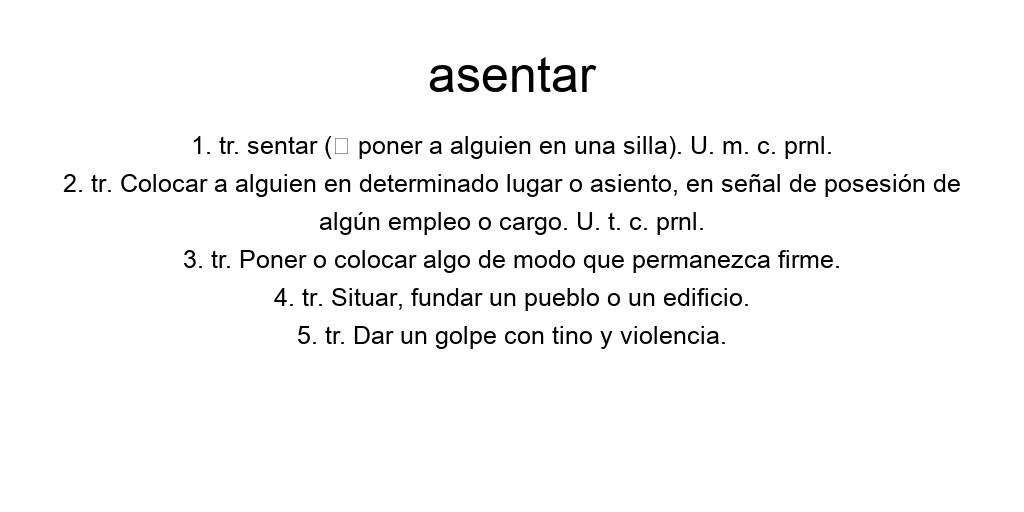 asentar
1. tr. sentar (□ poner a alguien en una silla). U. m. c. prnl.
2. tr. Colocar a alguien en determinado lugar o asiento, en señal de posesión de
algún empleo o cargo. U. t. c. prnl.
3. tr. Poner o colocar algo de modo que permanezca firme.
4. tr. Situar, fundar un pueblo o un edificio.
5. tr. Dar un golpe con tino y violencia.